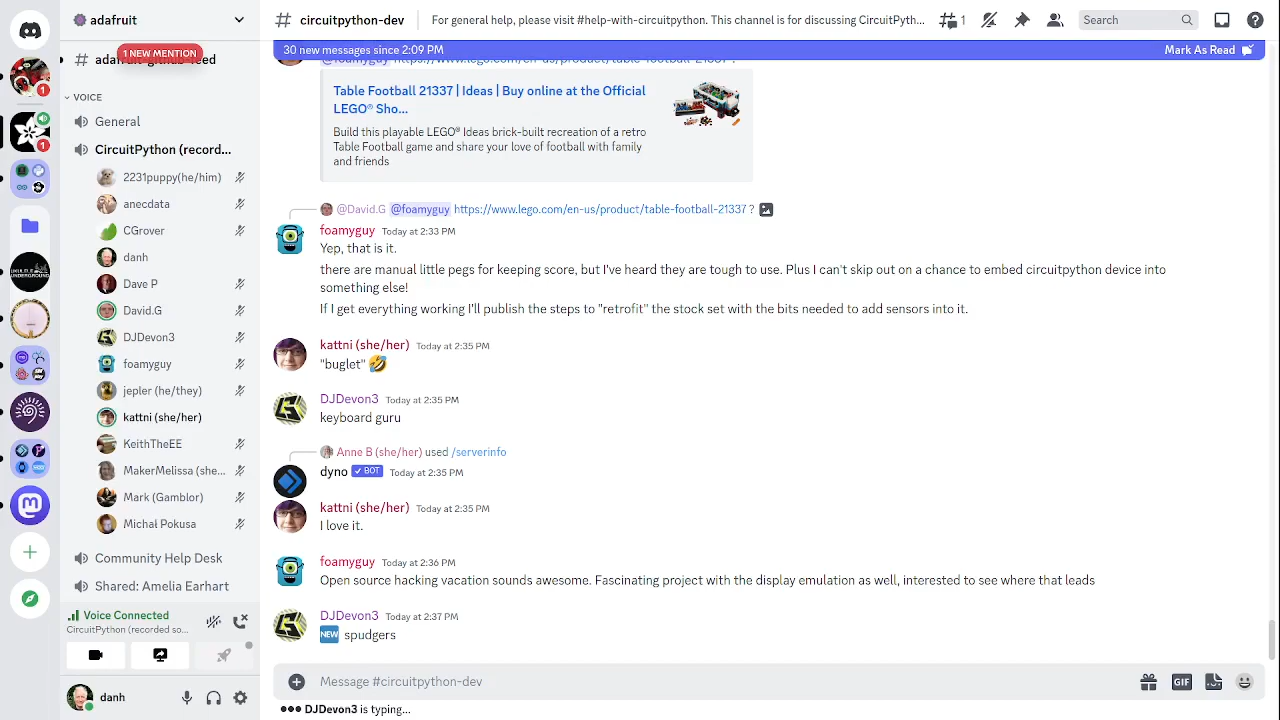 adafruit
# circuitpython-dev
For general help, please visit #help-with-circuitpython. This channel is for discussing CircuitPyth...
1
Search
1 NEW MENTION
VOICE
General
CircuitPython (record...
2231puppy(he/him)
anecdata
CGrover
danh
Dave P
David.G
DJDevon3
foamyguy
jepler (he/they)
kattni (she/her)
KeithTheEE
MakerMelissa (she...
Mark (Gamblor)
Michał Pokusa
Community Help Desk
Shared: Amelia Earhart
Voice Connected
CircuitPython (recorded so...
danh
1
1
30 new messages since 2:09 PM
Mark As Read
@foamyguy https://www.lego.com/en-us/product/table-football-21337 ?
Table Football 21337 | Ideas | Buy online at the Official
LEGO® Sho...
Build this playable LEGO® Ideas brick-built recreation of a retro
Table Football game and share your love of football with family
and friends
@David.G @foamyguy https://www.lego.com/en-us/product/table-football-21337 ?
foamyguy Today at 2:33 PM
Yep, that is it.
there are manual little pegs for keeping score, but I've heard they are tough to use. Plus I can't skip out on a chance to embed circuitpython device into
something else!
If I get everything working I'll publish the steps to "retrofit" the stock set with the bits needed to add sensors into it.
kattni (she/her) Today at 2:35 PM
"buglet" 🤣
DJDevon3 Today at 2:35 PM
keyboard guru
Anne B (she/her) used /serverinfo
dyno ✓ BOT Today at 2:35 PM
kattni (she/her) Today at 2:35 PM
I love it.
foamyguy Today at 2:36 PM
Open source hacking vacation sounds awesome. Fascinating project with the display emulation as well, interested to see where that leads
DJDevon3 Today at 2:37 PM
🆕 spudgers
Message #circuitpython-dev
GIF
DJDevon3 is typing...